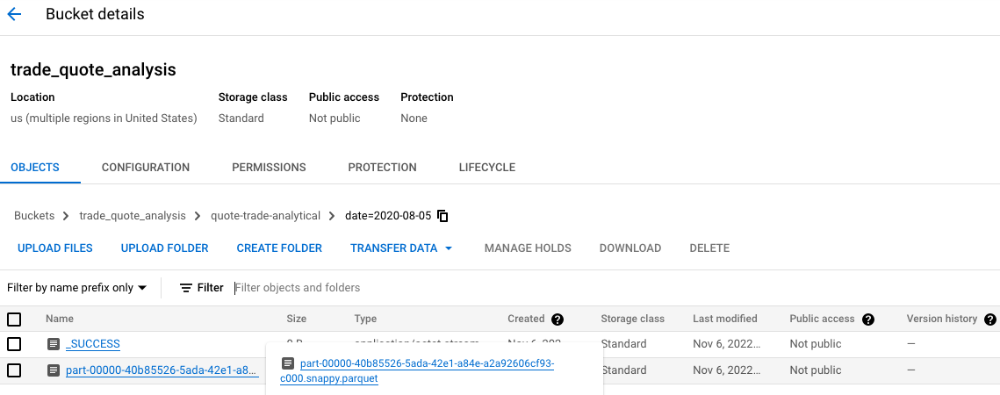 Bucket details
trade_quote_analysis
Location Storage class Public access Protection
us (multiple regions in United States) Standard Not public None
OBJECTS CONFIGURATION PERMISSIONS PROTECTION LIFECYCLE
Buckets trade_quote_analysis quote-trade-analytical date=2020-08-05
UPLOAD FILES UPLOAD FOLDER CREATE FOLDER TRANSFER DATA MANAGE HOLDS DOWNLOAD DELETE
Filter by name prefix only Filter Filter objects and folders
Name Size Type Created Storage class Last modified Public access Version history
_SUCCESS 0 B application/octet-stream Nov 6, 202... Standard Nov 6, 2022... Not public —
part-00000-40b85526-5ada-42e1-a8... Standard Nov 6, 2022... Not public —
part-00000-40b85526-5ada-42e1-a84e-a2a92606cf93-
c000.snappy.parquet